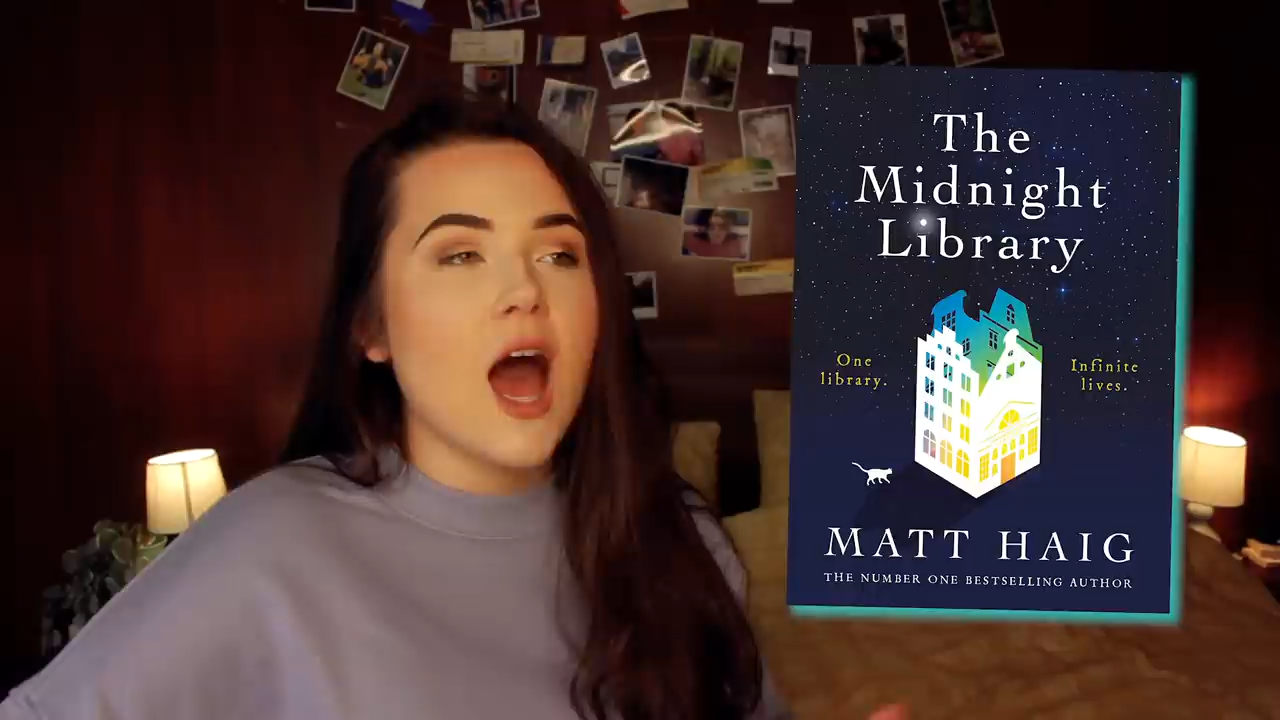 The
Midnight
Library
One
library.
Infinite
lives.
MATT HAIG
THE NUMBER ONE BESTSELLING AUTHOR